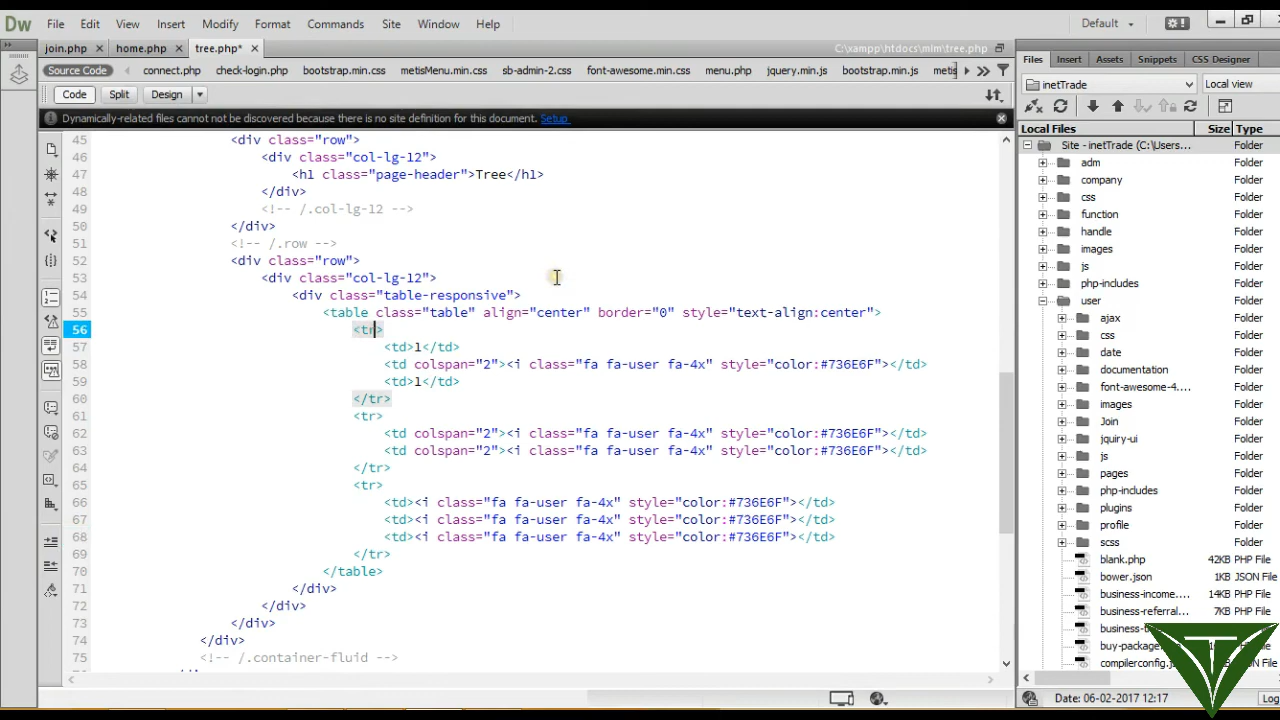 Dw File Edit View Insert Modify Format Commands Site Window Help Default
join.php home.php tree.php* C:\xampp\htdocs\mlm\tree.php
Source Code connect.php check-login.php bootstrap.min.css metisMenu.min.css sb-admin-2.css font-awesome.min.css menu.php jquery.min.js bootstrap.min.js metis
Code Split Design
Dynamically-related files cannot not be discovered because there is no site definition for this document. Setup
45 <div class="row">
46 <div class="col-lg-12">
47 <h1 class="page-header">Tree</h1>
48 </div>
49 <!-- /.col-lg-12 -->
50 </div>
51 <!-- /.row -->
52 <div class="row">
53 <div class="col-lg-12">
54 <div class="table-responsive">
55 <table class="table" align="center" border="0" style="text-align:center">
56 <tr>
57 <td>1</td>
58 <td colspan="2"><i class="fa fa-user fa-4x" style="color:#736E6F"></td>
59 <td>1</td>
60 </tr>
61 <tr>
62 <td colspan="2"><i class="fa fa-user fa-4x" style="color:#736E6F"></td>
63 <td colspan="2"><i class="fa fa-user fa-4x" style="color:#736E6F"></td>
64 </tr>
65 <tr>
66 <td><i class="fa fa-user fa-4x" style="color:#736E6F"></td>
67 <td><i class="fa fa-user fa-4x" style="color:#736E6F"></td>
68 <td><i class="fa fa-user fa-4x" style="color:#736E6F"></td>
69 </tr>
70 </table>
71 </div>
72 </div>
73 </div>
74 </div>
75 <!-- /.container-fluid -->
Files Insert Assets Snippets CSS Designer
inetTrade Local view
Local Files Size Type
Site - inetTrade (C:\Users... Folder
adm Folder
company Folder
css Folder
function Folder
handle Folder
images Folder
js Folder
php-includes Folder
user Folder
ajax Folder
css Folder
date Folder
documentation Folder
font-awesome-4.... Folder
images Folder
Join Folder
jquiry-ui Folder
js Folder
pages Folder
php-includes Folder
plugins Folder
profile Folder
scss Folder
blank.php 42KB PHP File
bower.json 1KB JSON File
business-income.... 14KB PHP File
business-referral... 7KB PHP File
business-
buy-packag
compilerconfig.j
Date: 06-02-2017 12:17 Log